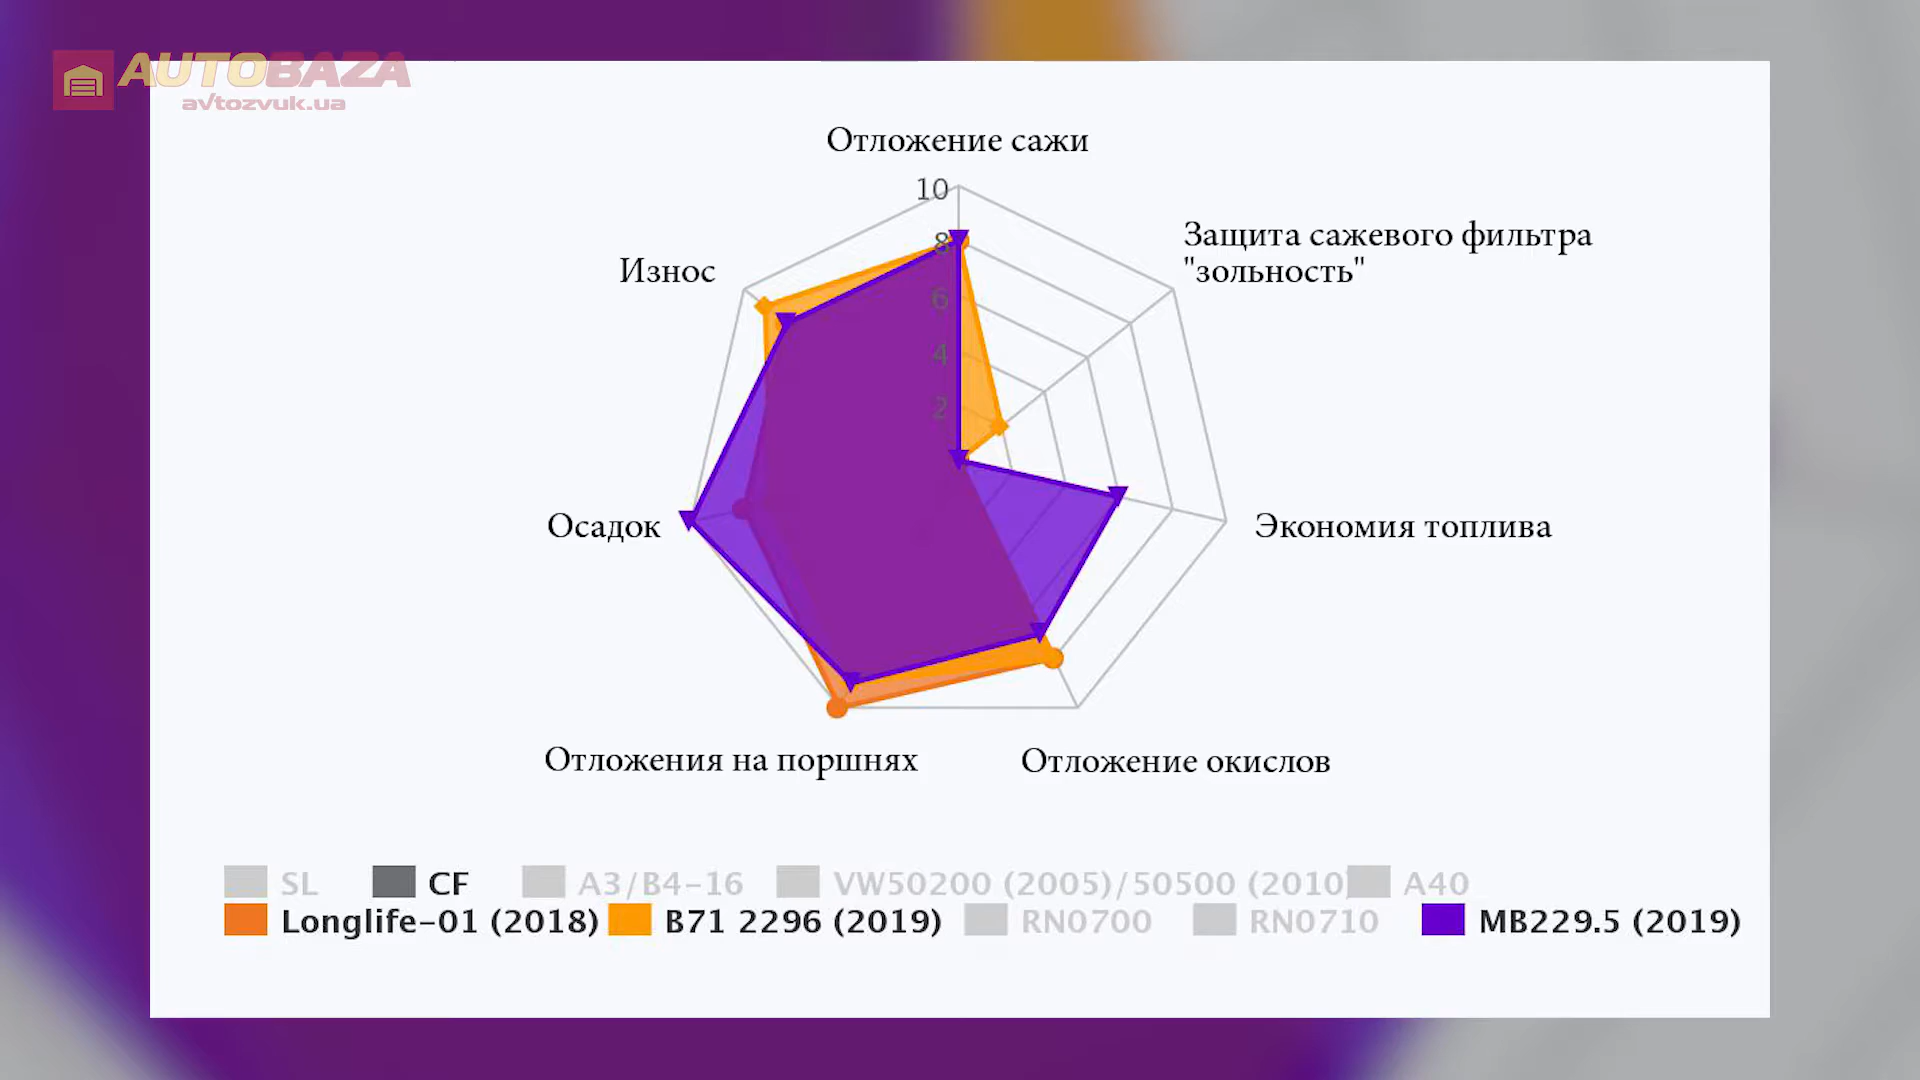 AUTOBAZA
avtozvuk.ua
Отложение сажи
10
8
6
4
2
Защита сажевого фильтра
"зольность"
Износ
Осадок
Экономия топлива
Отложения на поршнях
Отложение окислов
SL
CF
A3/B4-16
VW50200 (2005)/50500 (2010)
A40
Longlife-01 (2018)
B71 2296 (2019)
RN0700
RN0710
MB229.5 (2019)